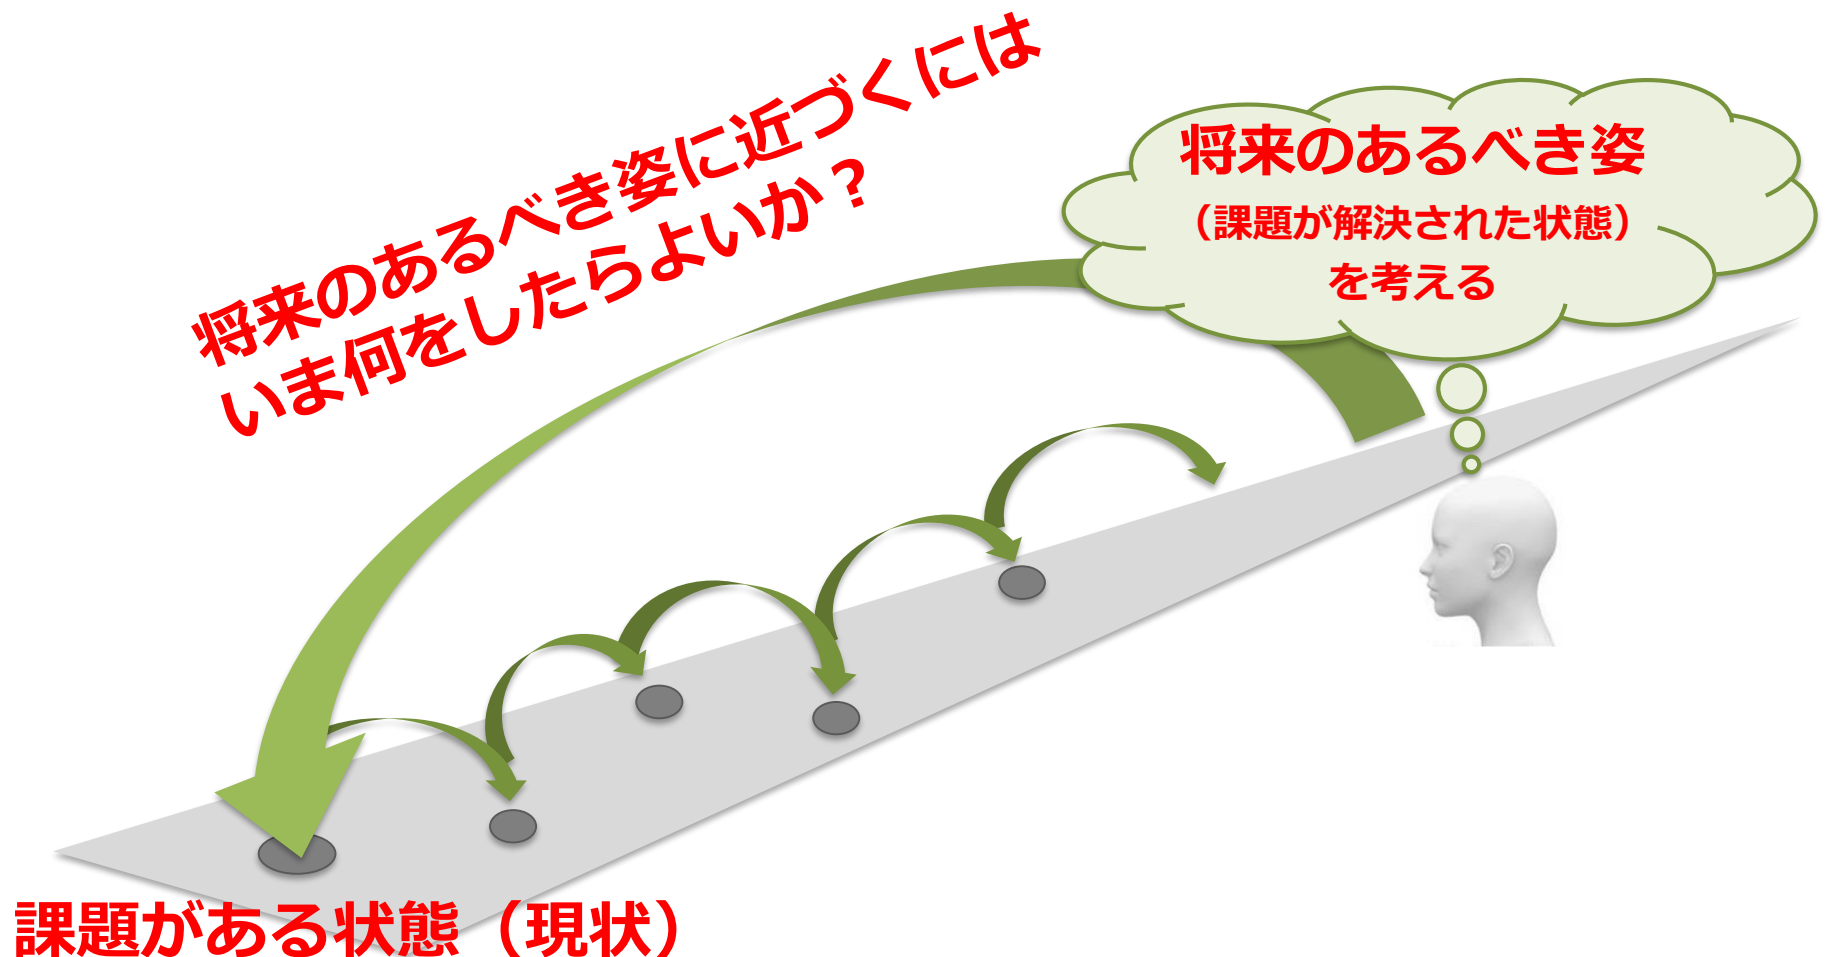 将来のあるべき姿に近づくには
いま何をしたらよいか？
将来のあるべき姿
（課題が解決された状態）
を考える
課題がある状態（現状）